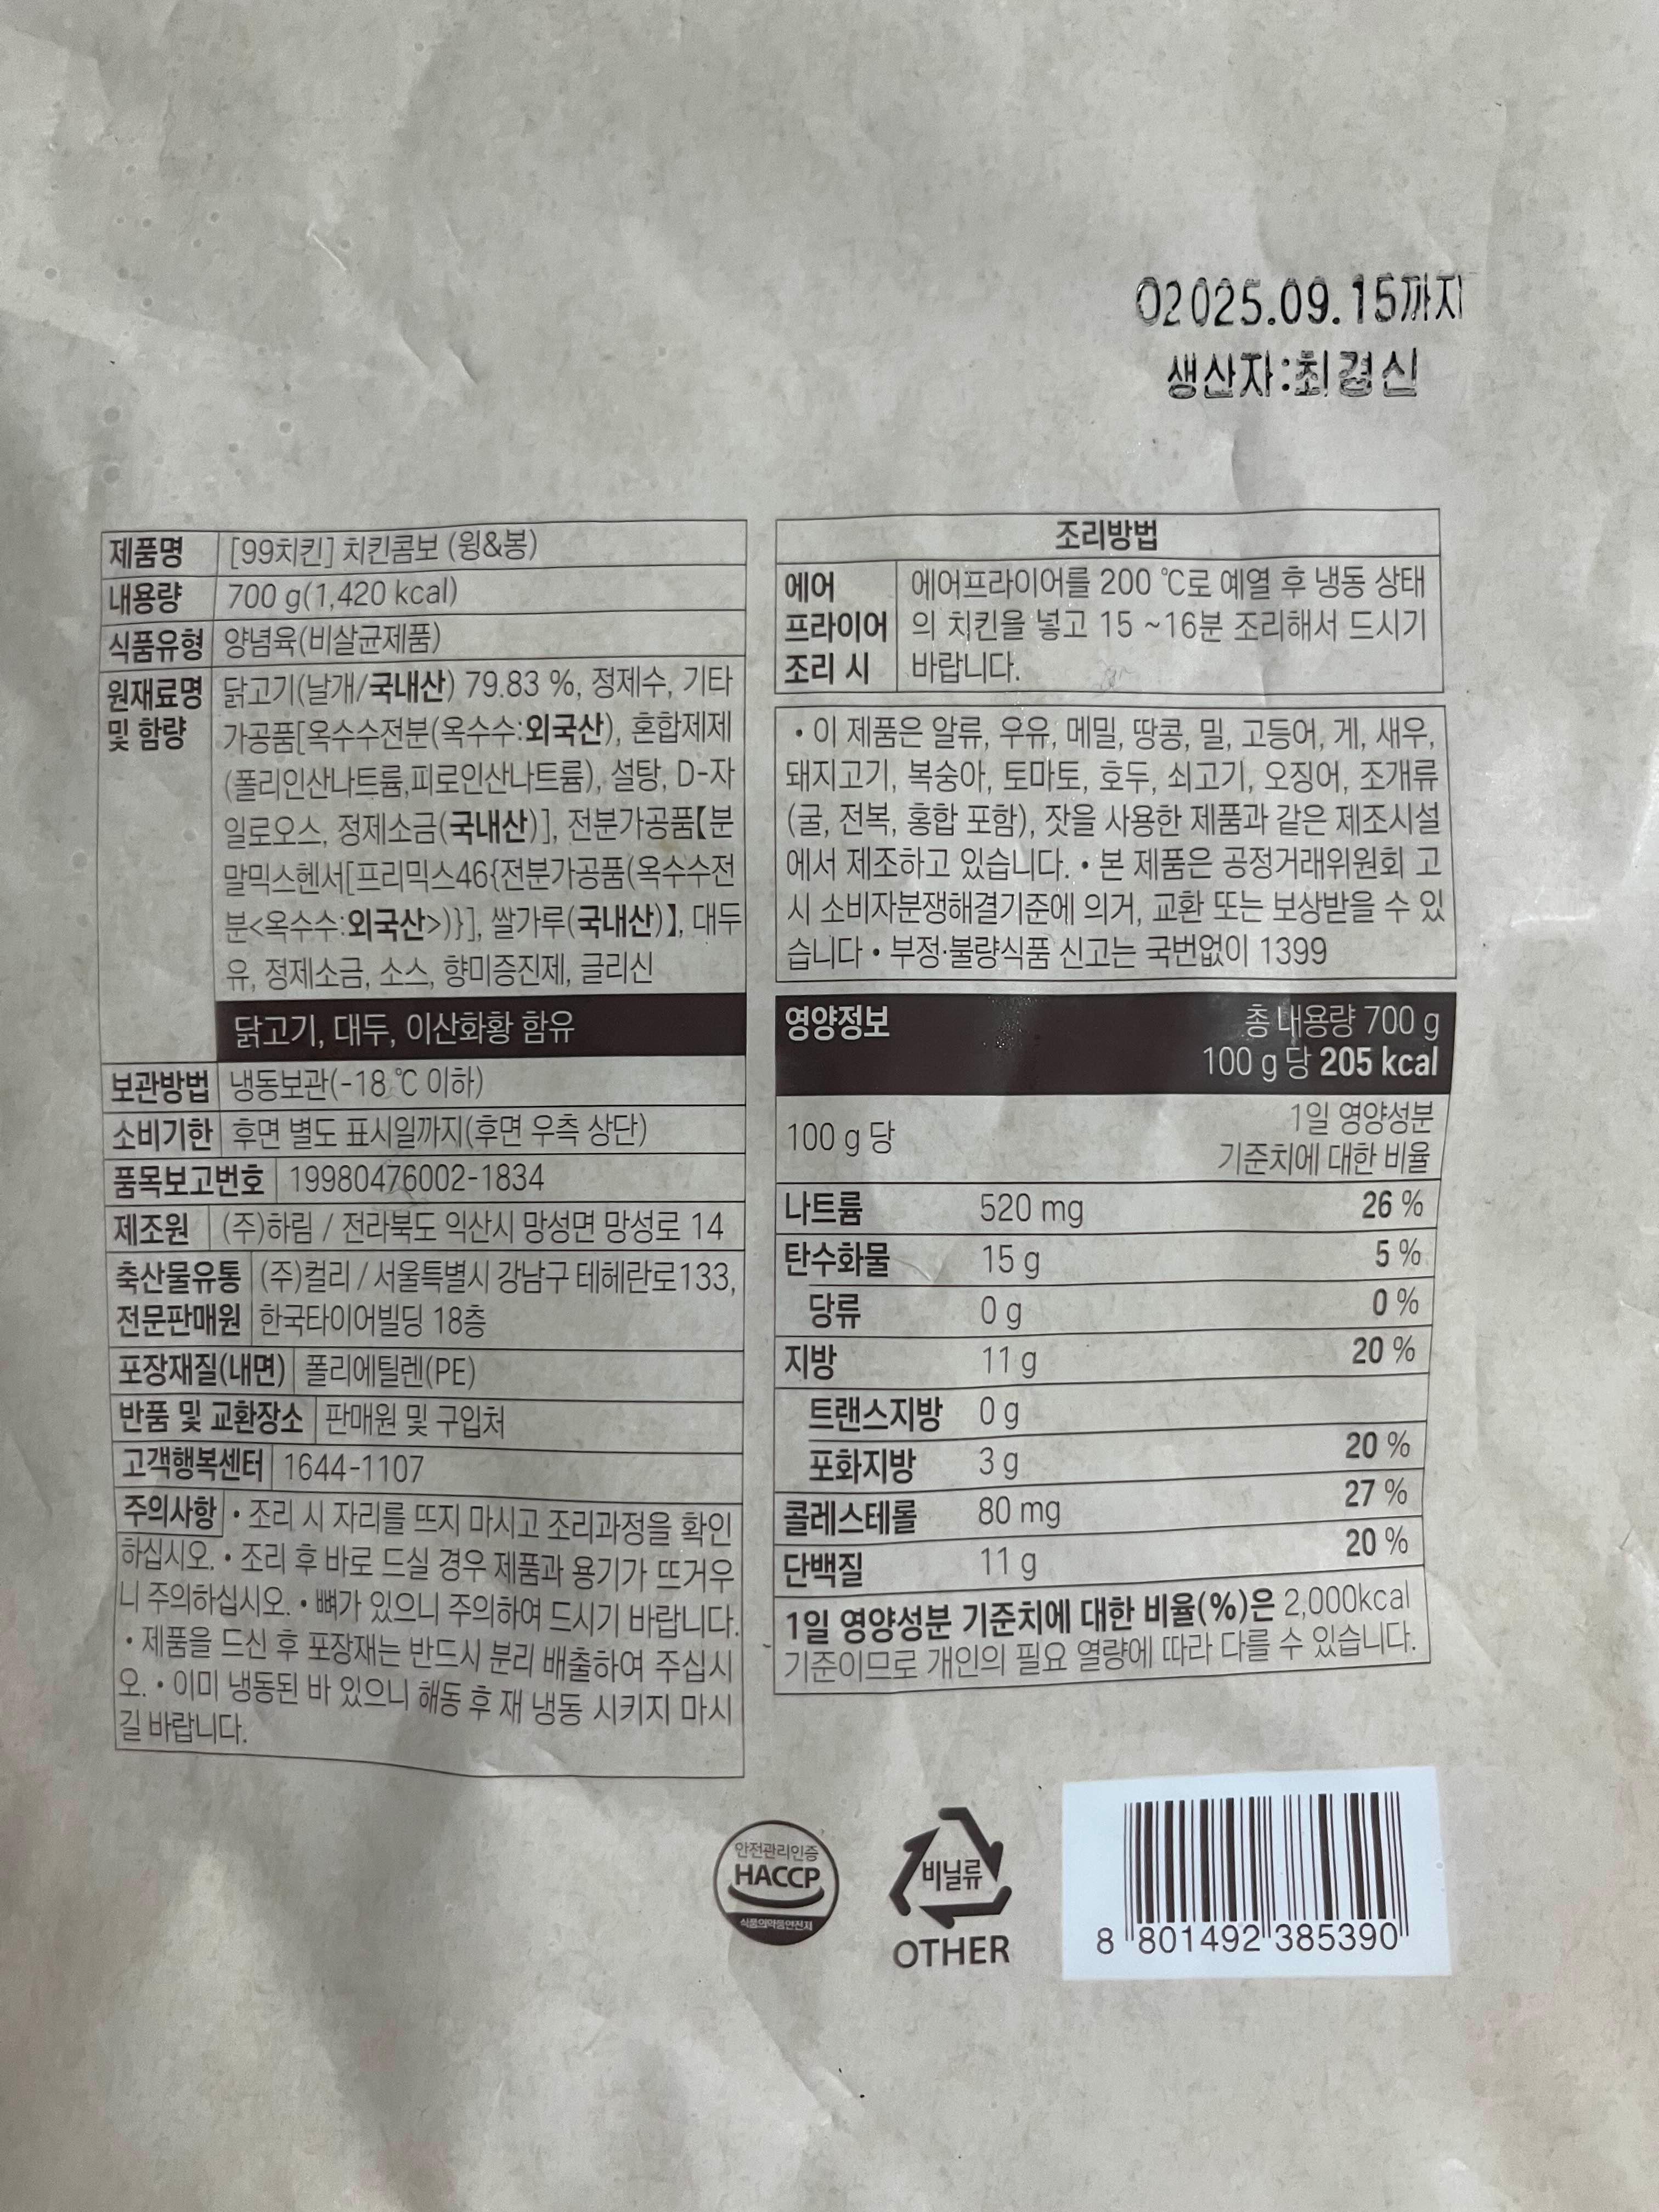 02025.09.15까지
생산자:최경신
제품명 [99치킨] 치킨콤보 (윙&봉)
내용량 700 g(1,420 kcal)
식품유형 양념육(비살균제품)
원재료명 닭고기(날개/국내산) 79.83 %, 정제수, 기타
및 함량 가공품[옥수수전분(옥수수:외국산), 혼합제제
(폴리인산나트륨,피로인산나트륨), 설탕, D-자
일로오스, 정제소금(국내산)], 전분가공품【분
말믹스헨서[프리믹스46{전분가공품(옥수수전
분<옥수수:외국산>)}], 쌀가루(국내산)】, 대두
유, 정제소금, 소스, 향미증진제, 글리신
닭고기, 대두, 이산화황 함유
보관방법 냉동보관(-18 ℃ 이하)
소비기한 후면 별도 표시일까지(후면 우측 상단)
품목보고번호 19980476002-1834
제조원 (주)하림 / 전라북도 익산시 망성면 망성로 14
축산물유통 (주)컬리 / 서울특별시 강남구 테헤란로133,
전문판매원 한국타이어빌딩 18층
포장재질(내면) 폴리에틸렌(PE)
반품 및 교환장소 판매원 및 구입처
고객행복센터 1644-1107
주의사항 • 조리 시 자리를 뜨지 마시고 조리과정을 확인
하십시오. • 조리 후 바로 드실 경우 제품과 용기가 뜨거우
니 주의하십시오. • 뼈가 있으니 주의하여 드시기 바랍니다.
• 제품을 드신 후 포장재는 반드시 분리 배출하여 주십시
오. • 이미 냉동된 바 있으니 해동 후 재 냉동 시키지 마시
길 바랍니다.
조리방법
에어 에어프라이어를 200 ℃로 예열 후 냉동 상태
프라이어 의 치킨을 넣고 15 ~16분 조리해서 드시기
조리 시 바랍니다.
• 이 제품은 알류, 우유, 메밀, 땅콩, 밀, 고등어, 게, 새우,
돼지고기, 복숭아, 토마토, 호두, 쇠고기, 오징어, 조개류
(굴, 전복, 홍합 포함), 잣을 사용한 제품과 같은 제조시설
에서 제조하고 있습니다. • 본 제품은 공정거래위원회 고
시 소비자분쟁해결기준에 의거, 교환 또는 보상받을 수 있
습니다 • 부정·불량식품 신고는 국번없이 1399
영양정보 총 내용량 700 g
100 g 당 205 kcal
100 g 당 1일 영양성분
기준치에 대한 비율
나트륨 520 mg 26 %
탄수화물 15 g 5 %
당류 0 g 0 %
지방 11 g 20 %
트랜스지방 0 g
포화지방 3 g 20 %
콜레스테롤 80 mg 27 %
단백질 11 g 20 %
1일 영양성분 기준치에 대한 비율(%)은 2,000kcal
기준이므로 개인의 필요 열량에 따라 다를 수 있습니다.
안전관리인증
HACCP
식품의약품안전처
비닐류
OTHER
8 801492 385390